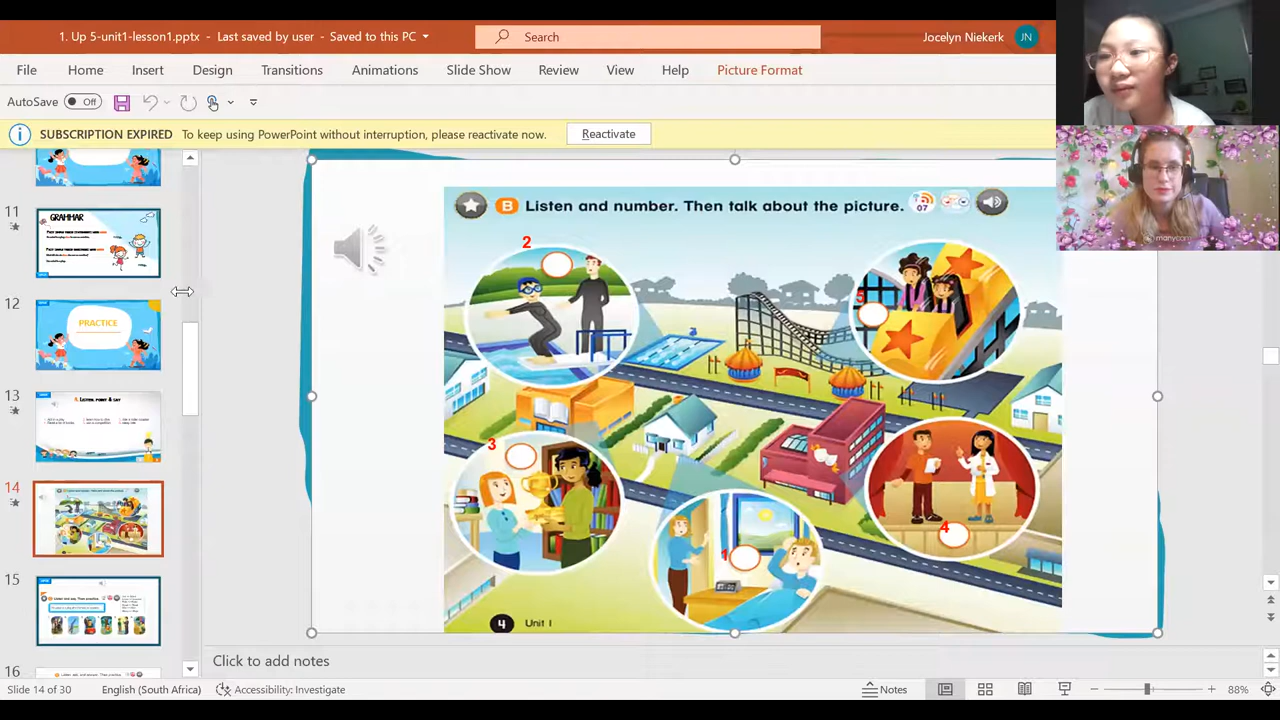 1. Up 5-unit1-lesson1.pptx - Last saved by user - Saved to this PC
Search
Jocelyn Niekerk JN
File Home Insert Design Transitions Animations Slide Show Review View Help Picture Format
AutoSave Off
SUBSCRIPTION EXPIRED To keep using PowerPoint without interruption, please reactivate now. Reactivate
11
GRAMMAR
12
PRACTICE
13
14
15
16
B Listen and number. Then talk about the picture. 07
2
5
3
4
1
4 Unit 1
manycam
Click to add notes
Slide 14 of 30 English (South Africa) Accessibility: Investigate Notes 88%